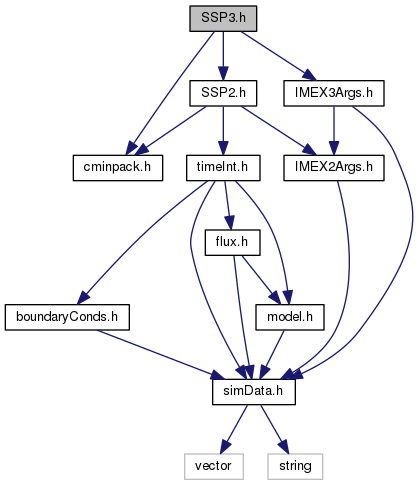 SSP3.h
SSP2.h
IMEX3Args.h
cminpack.h
timeInt.h
IMEX2Args.h
flux.h
boundaryConds.h
model.h
simData.h
vector
string